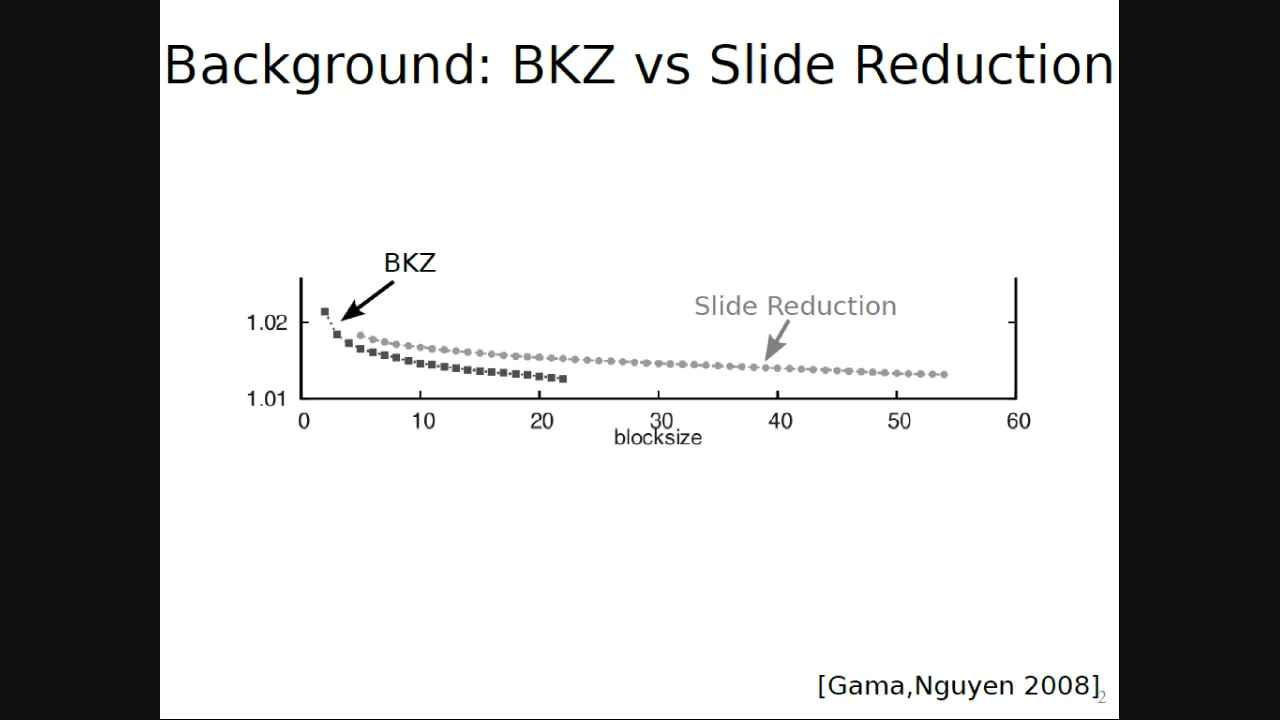 Background: BKZ vs Slide Reduction
BKZ
Slide Reduction
1.02
1.01
0 10 20 30 40 50 60
blocksize
[Gama,Nguyen 2008]
2